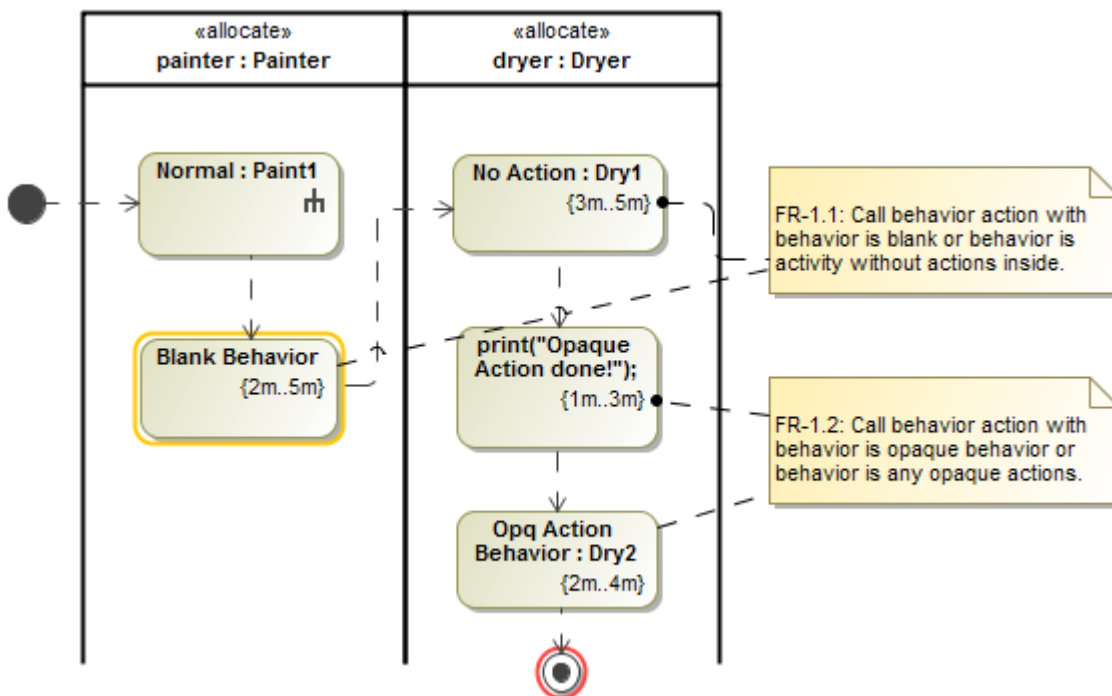 «allocate»
painter : Painter
«allocate»
dryer : Dryer
Normal : Paint1
No Action : Dry1
{3m..5m}
FR-1.1: Call behavior action with
behavior is blank or behavior is
activity without actions inside.
Blank Behavior
{2m..5m}
print("Opaque
Action done!");
{1m..3m}
FR-1.2: Call behavior action with
behavior is opaque behavior or
behavior is any opaque actions.
Opq Action
Behavior : Dry2
{2m..4m}